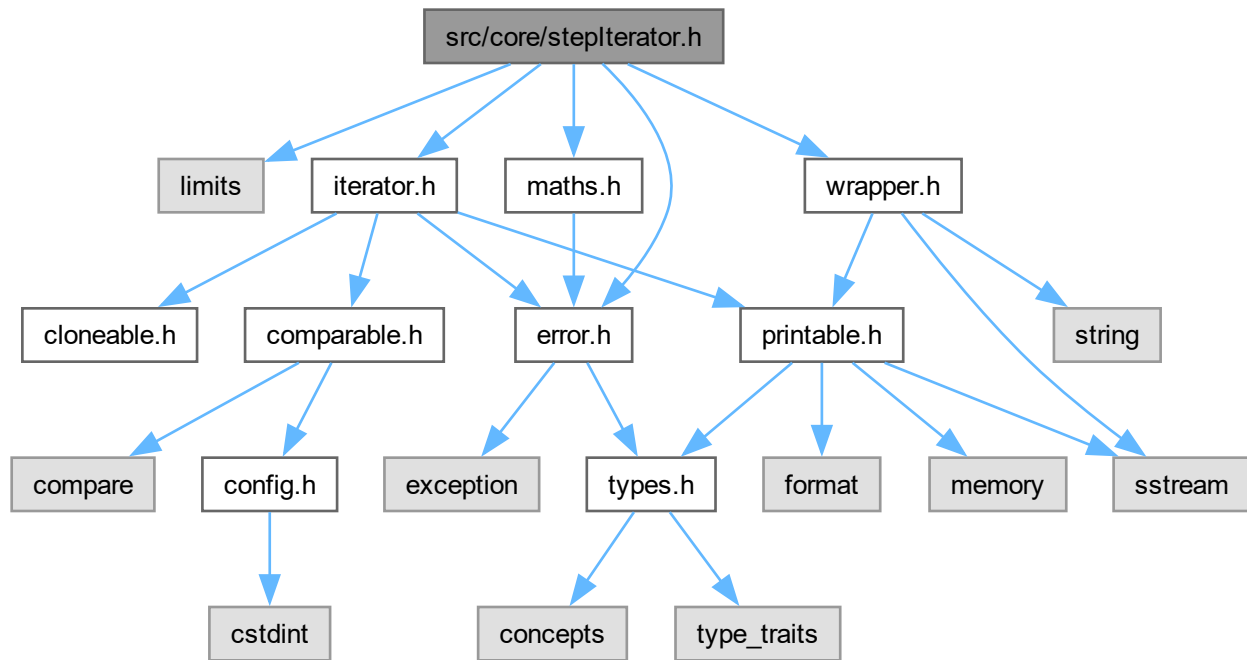 src/core/stepIterator.h
limits
iterator.h
maths.h
wrapper.h
cloneable.h
comparable.h
error.h
printable.h
string
compare
config.h
exception
types.h
format
memory
sstream
cstdint
concepts
type_traits